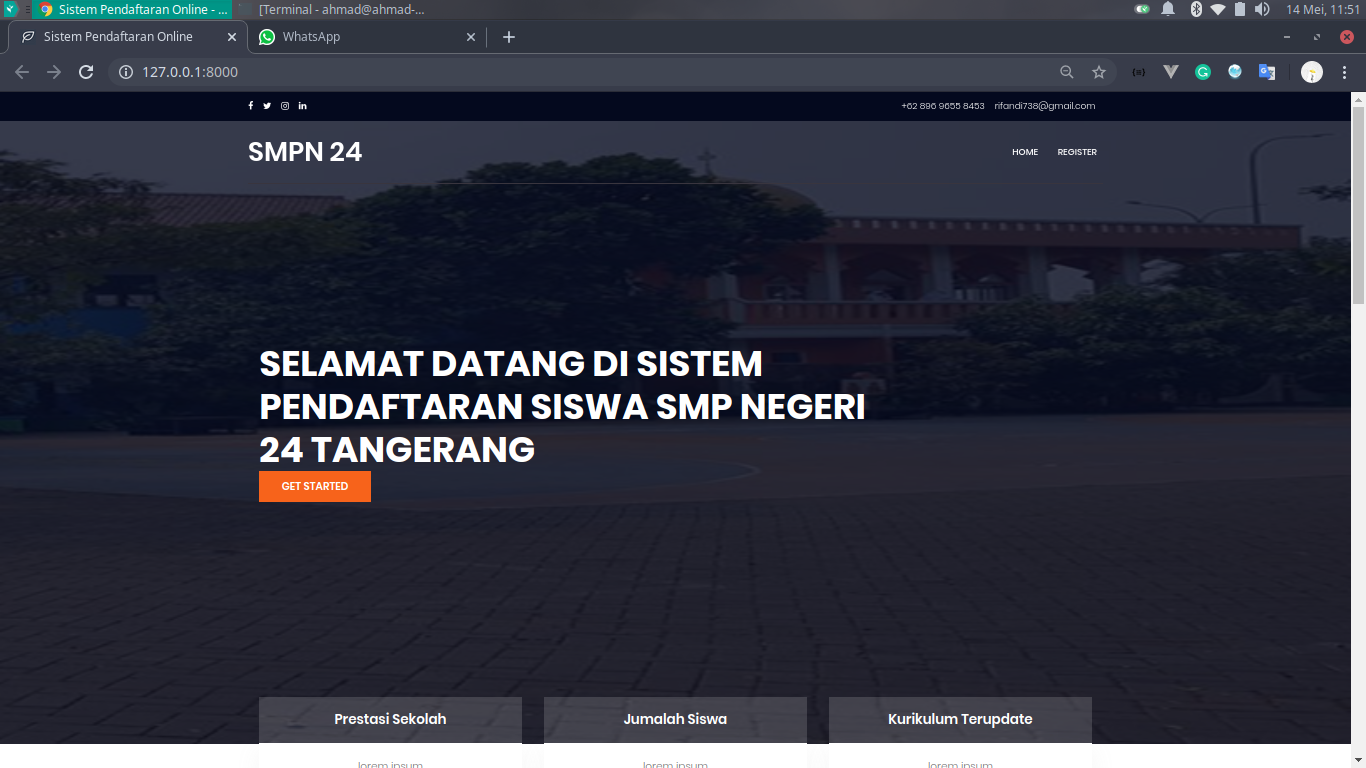 Sistem Pendaftaran Online - ...
[Terminal - ahmad@ahmad-...
14 Mei, 11:51
Sistem Pendaftaran Online
WhatsApp
127.0.0.1:8000
+62 896 9655 8453 rifandi738@gmail.com
SMPN 24
HOME REGISTER
SELAMAT DATANG DI SISTEM
PENDAFTARAN SISWA SMP NEGERI
24 TANGERANG
GET STARTED
Prestasi Sekolah
Jumalah Siswa
Kurikulum Terupdate
lorem ipsum
lorem ipsum
lorem ipsum